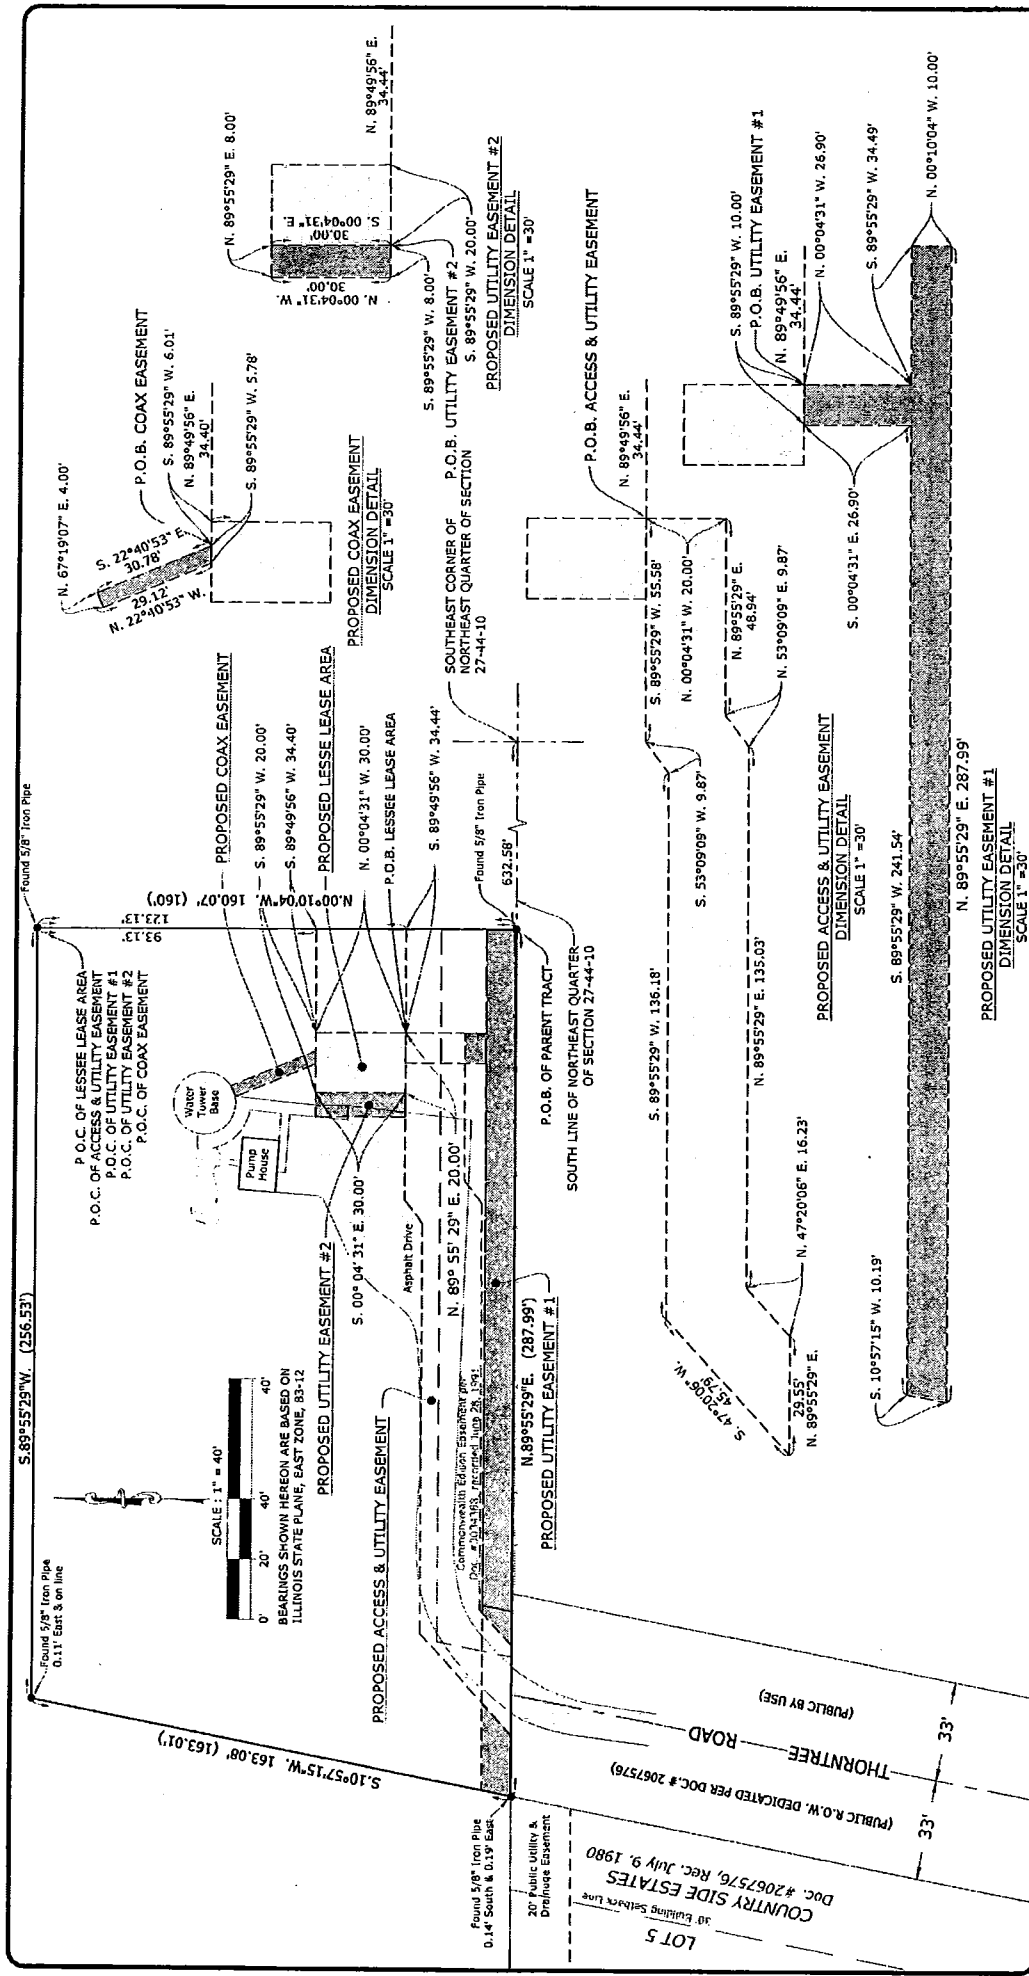 Found 5/8" Iron Pipe
0.11' East & on line
S.89°55'29"W. (256.53')
Found 5/8" Iron Pipe
P.O.C. OF LESSEE LEASE AREA
P.O.C. OF ACCESS & UTILITY EASEMENT
P.O.C. OF UTILITY EASEMENT #1
P.O.C. OF UTILITY EASEMENT #2
P.O.C. OF COAX EASEMENT
93.13'
123.13'
N.00°10'04"W. 160.07' (160')
S.10°57'15"W. 163.08' (163.01')
SCALE : 1" = 40'
0'
20'
40'
40'
BEARINGS SHOWN HEREON ARE BASED ON
ILLINOIS STATE PLANE, EAST ZONE, 83-12
Water
Tower
Base
Pump
House
PROPOSED COAX EASEMENT
S. 89°55'29" W. 20.00'
S. 89°49'56" W. 34.40'
PROPOSED LESSEE LEASE AREA
N. 00°04'31" W. 30.00'
P.O.B. LESSEE LEASE AREA
S. 89°49'56" W. 34.44'
PROPOSED UTILITY EASEMENT #2
S. 00° 04' 31" E. 30.00'
Asphalt Drive
N. 89° 55' 29" E. 20.00'
PROPOSED ACCESS & UTILITY EASEMENT
Commonwealth Edison Easement per
Doc. #3034368, recorded June 28, 1991
N.89°55'29"E. (287.99')
PROPOSED UTILITY EASEMENT #1
Found 5/8" Iron Pipe
632.58'
P.O.B. OF PARENT TRACT
SOUTH LINE OF NORTHEAST QUARTER
OF SECTION 27-44-10
SOUTHEAST CORNER OF
NORTHEAST QUARTER OF SECTION
27-44-10
Found 5/8" Iron Pipe
0.14' South & 0.19' East
20' Public Utility &
Drainage Easement
LOT 5
30' Building Setback Line
COUNTRY SIDE ESTATES
Doc. #2067576, Rec. July 9, 1980
(PUBLIC R.O.W. DEDICATED PER DOC.# 2067576)
THORNTREE ROAD
(PUBLIC BY USE)
33'
33'
N. 67°19'07" E. 4.00'
S. 22°40'53" E.
30.78'
29.12'
N. 22°40'53" W.
P.O.B. COAX EASEMENT
S. 89°55'29" W. 6.01'
N. 89°49'56" E.
34.40'
S. 89°55'29" W. 5.78'
PROPOSED COAX EASEMENT
DIMENSION DETAIL
SCALE 1" =30'
N. 89°55'29" E. 8.00'
N. 00°04'31" W.
30.00'
S. 00°04'31" E.
30.00'
N. 89°49'56" E.
34.44'
S. 89°55'29" W. 8.00'
P.O.B. UTILITY EASEMENT #2
S. 89°55'29" W. 20.00'
PROPOSED UTILITY EASEMENT #2
DIMENSION DETAIL
SCALE 1" =30'
P.O.B. ACCESS & UTILITY EASEMENT
N. 89°49'56" E.
34.44'
S. 89°55'29" W. 55.58'
N. 00°04'31" W. 20.00'
N. 89°55'29" E.
48.94'
N. 53°09'09" E. 9.87'
S. 53°09'09" W. 9.87'
S. 89°55'29" W. 136.18'
N. 89°55'29" E. 135.03'
N. 47°20'06" E. 16.23'
S. 47°20'06" W.
45.79'
29.55'
N. 89°55'29" E.
PROPOSED ACCESS & UTILITY EASEMENT
DIMENSION DETAIL
SCALE 1" =30'
S. 89°55'29" W. 10.00'
P.O.B. UTILITY EASEMENT #1
N. 89°49'56" E.
34.44'
N. 00°04'31" W. 26.90'
S. 89°55'29" W. 34.49'
N. 00°10'04" W. 10.00'
S. 00°04'31" E. 26.90'
S. 89°55'29" W. 241.54'
S. 10°57'15" W. 10.19'
N. 89°55'29" E. 287.99'
PROPOSED UTILITY EASEMENT #1
DIMENSION DETAIL
SCALE 1" =30'